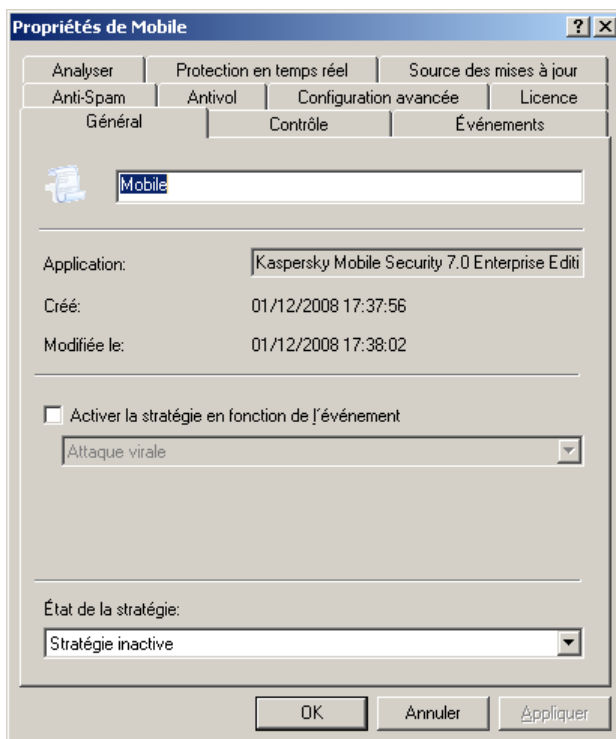 Propriétés de Mobile
Analyser Protection en temps réel Source des mises à jour
Anti-Spam Antivol Configuration avancée Licence
Général Contrôle Événements
Mobile
Application: Kaspersky Mobile Security 7.0 Enterprise Editi
Créé: 01/12/2008 17:37:56
Modifiée le: 01/12/2008 17:38:02
Activer la stratégie en fonction de l'événement
Attaque virale
État de la stratégie:
Stratégie inactive
OK Annuler Appliquer